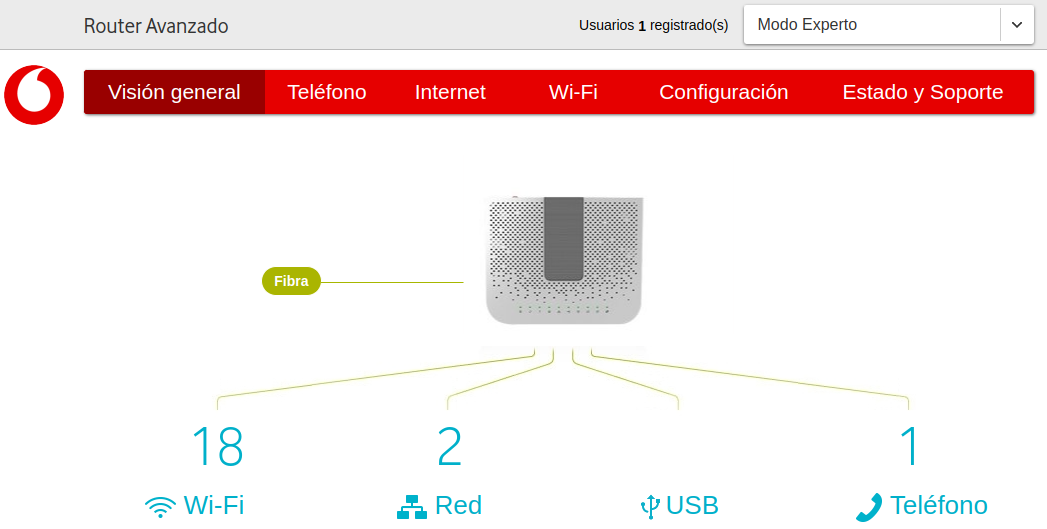 Router Avanzado
Usuarios 1 registrado(s)
Modo Experto
Visión general Teléfono Internet Wi-Fi Configuración Estado y Soporte
Fibra
18 2 1
Wi-Fi Red USB Teléfono